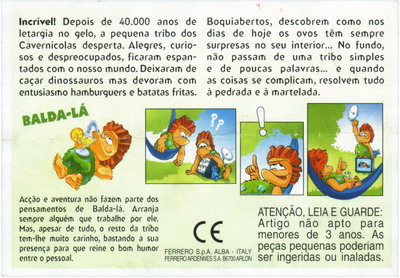 Incrível! Depois de 40.000 anos de
letargia no gelo, a pequena tribo dos
Cavernicolas desperta. Alegres, curio-
sos e despreocupados, ficaram espan-
tados com o nosso mundo. Deixaram de
caçar dinossauros mas devoram com
entusiasmo hamburguers e batatas fritas.
Boquiabertos, descobrem como nos
dias de hoje os ovos têm sempre
surpresas no seu interior... No fundo,
não passam de uma tribo simples
e de poucas palavras... e quando
as coisas se complicam, resolvem tudo
à pedrada e à martelada.
BALDA-LÁ
??
!
Acção e aventura não fazem parte dos
pensamentos de Balda-lá. Arranja
sempre alguém que trabalhe por ele.
Mas, apesar de tudo, o resto da tribo
tem-lhe muito carinho, bastando a sua
presença para que reine o bom humor
entre o pessoal.
CE
FERRERO S.p.A. ALBA - ITALY
FERRERO ARDENNES S.A. B6700 ARLON
ATENÇÃO, LEIA E GUARDE:
Artigo não apto para
menores de 3 anos. As
peças pequenas poderíam
ser ingeridas ou inaladas.